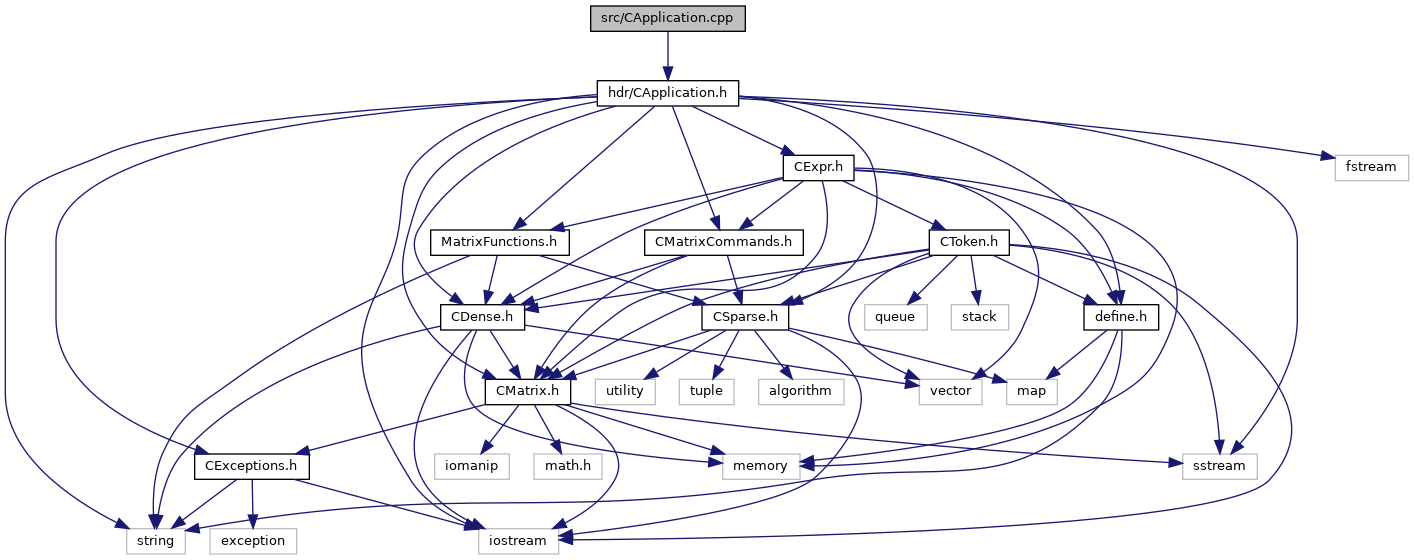 src/CApplication.cpp
hdr/CApplication.h
fstream
CExpr.h
MatrixFunctions.h
CMatrixCommands.h
CToken.h
CDense.h
CSparse.h
queue
stack
define.h
CMatrix.h
utility
tuple
algorithm
vector
map
CExceptions.h
iomanip
math.h
memory
sstream
string
exception
iostream